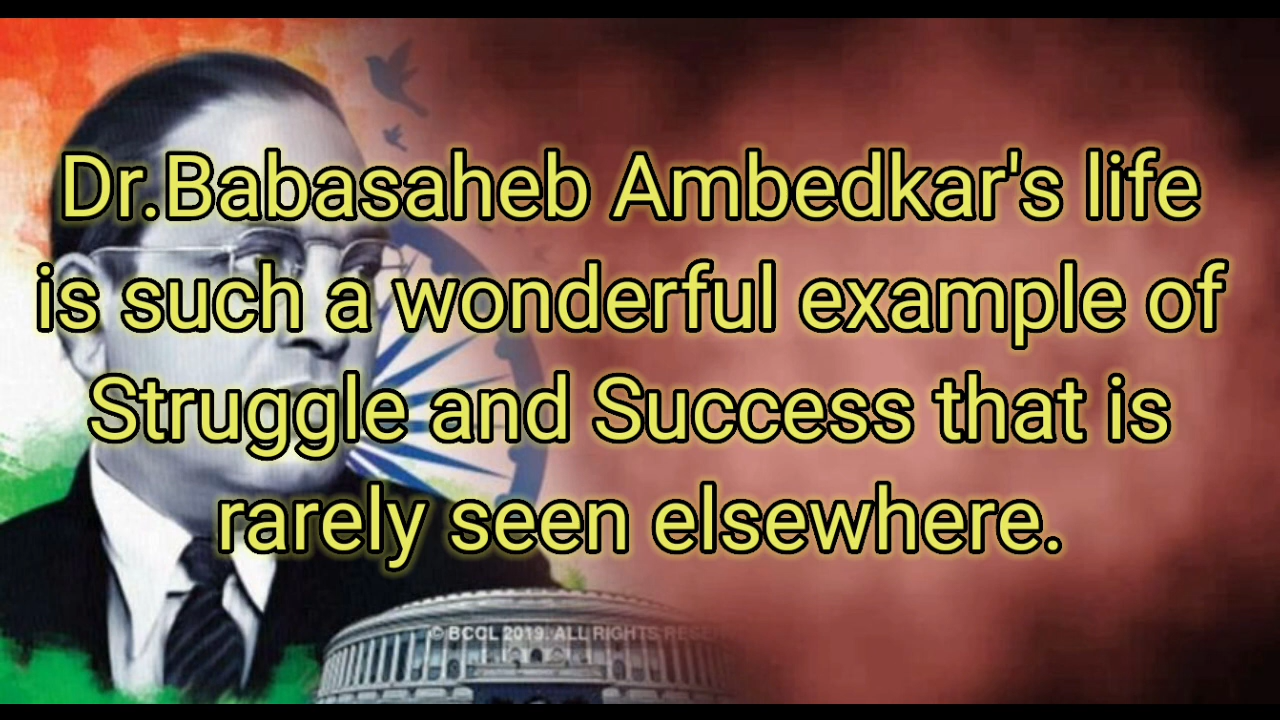 Dr.Babasaheb Ambedkar's life
is such a wonderful example of
Struggle and Success that is
rarely seen elsewhere.
© BCCL 2019. ALL RIGHTS